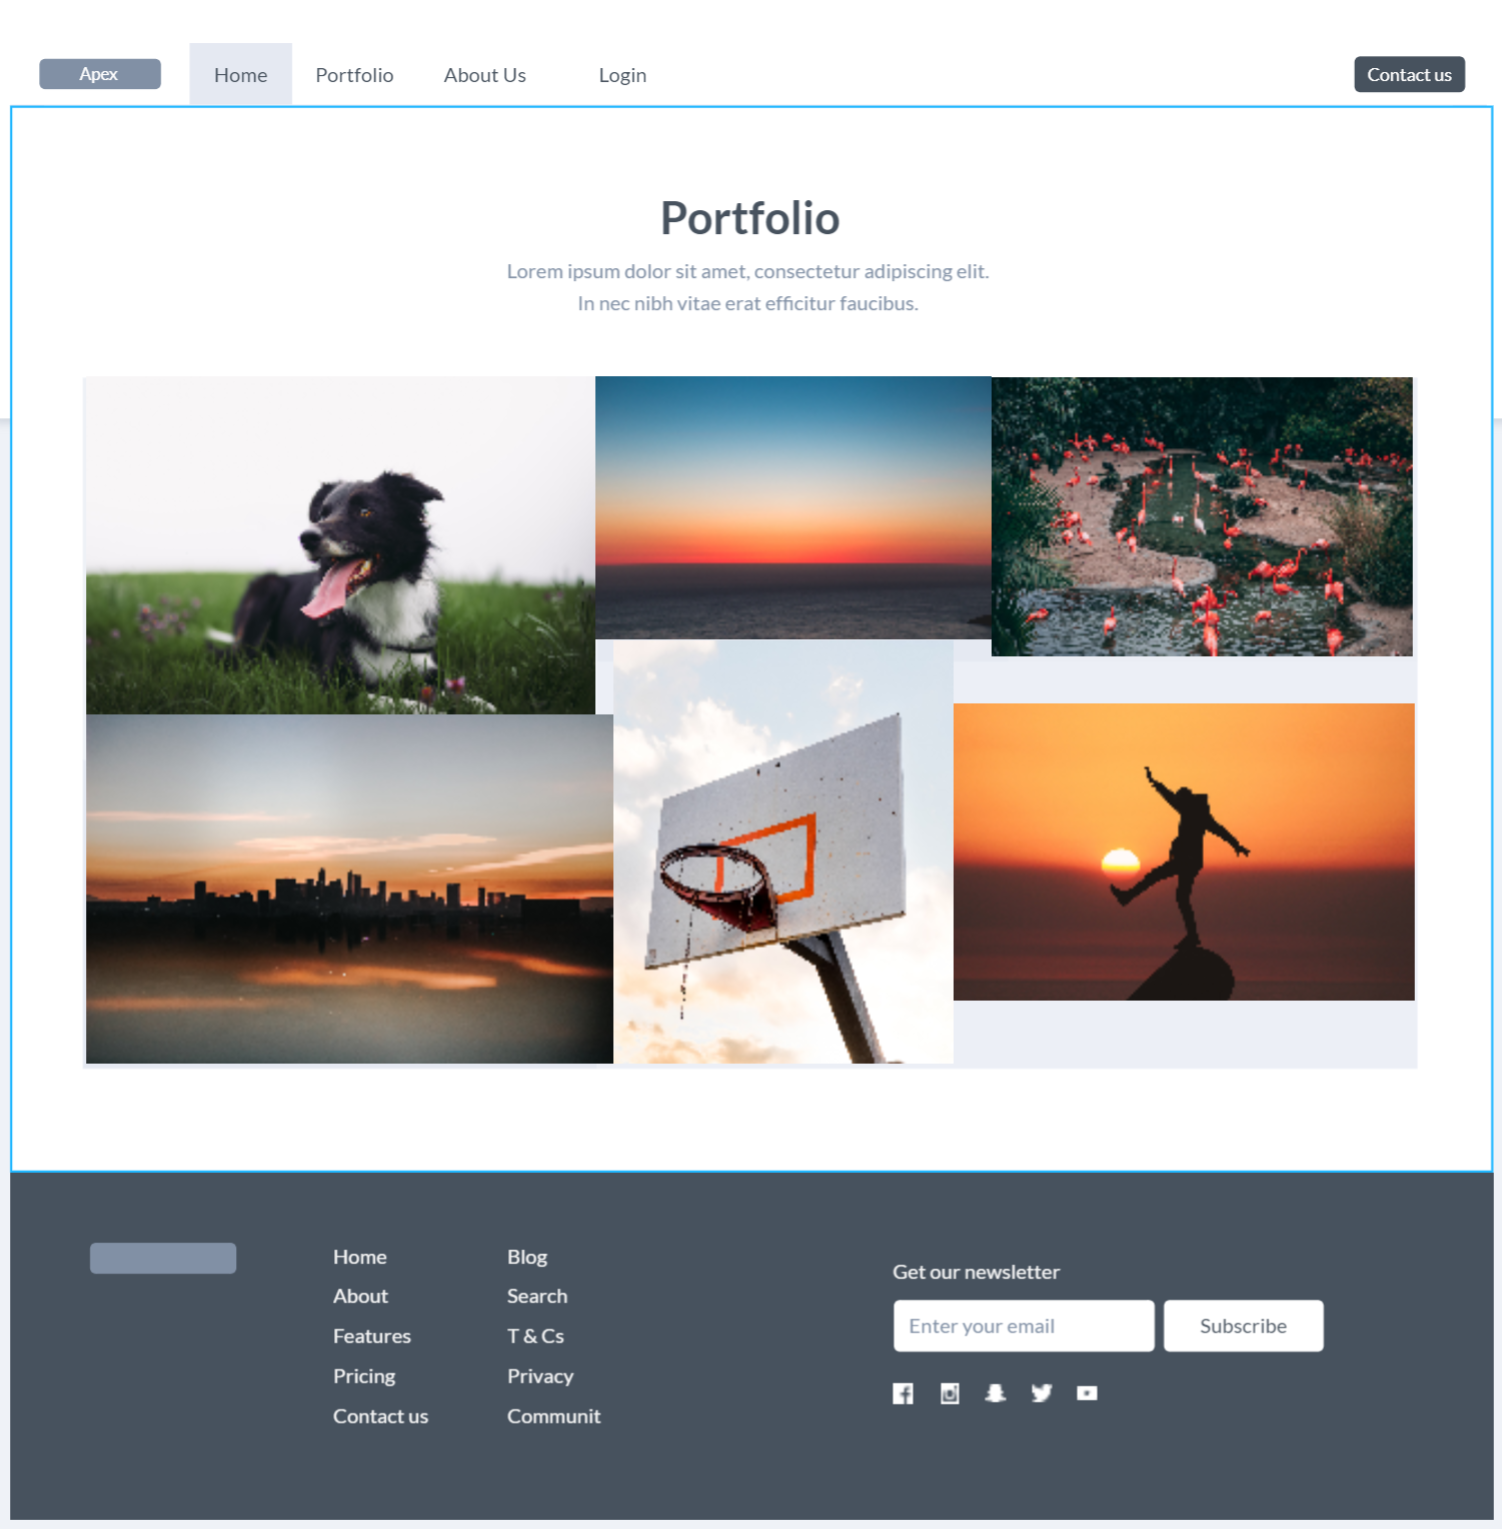 Apex
Home
Portfolio
About Us
Login
Contact us
Portfolio
Lorem ipsum dolor sit amet, consectetur adipiscing elit.
In nec nibh vitae erat efficitur faucibus.
Home
About
Features
Pricing
Contact us
Blog
Search
T & Cs
Privacy
Communit
Get our newsletter
Enter your email
Subscribe